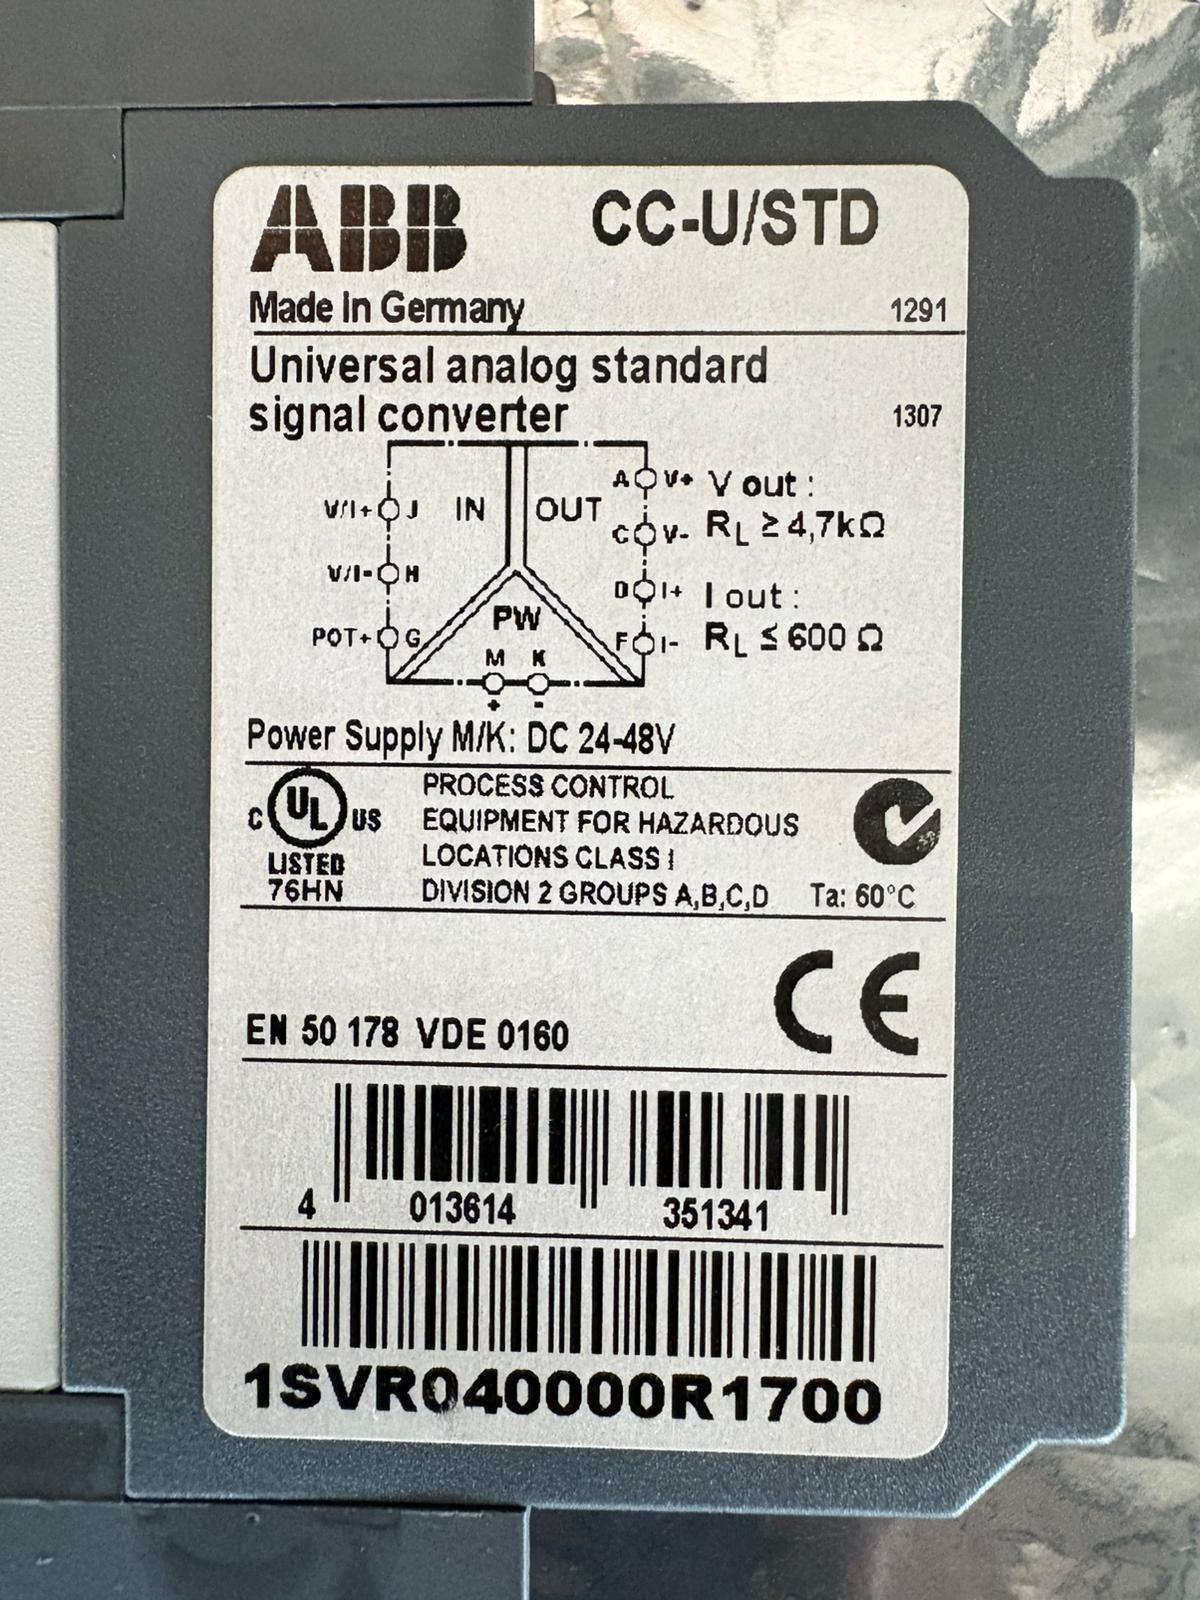 ABB CC-U/STD
Made in Germany 1291
Universal analog standard
signal converter 1307
V/I+ J IN OUT A V+ V out :
C V- RL ≥ 4,7kΩ
V/I- H D I+ I out :
POT+ G PW F I- RL ≤ 600 Ω
M K
+ -
Power Supply M/K: DC 24-48V
C UL US
LISTED
76HN
PROCESS CONTROL
EQUIPMENT FOR HAZARDOUS
LOCATIONS CLASS I
DIVISION 2 GROUPS A,B,C,D Ta: 60°C
CE
EN 50 178 VDE 0160
4 013614 351341
1SVR040000R1700